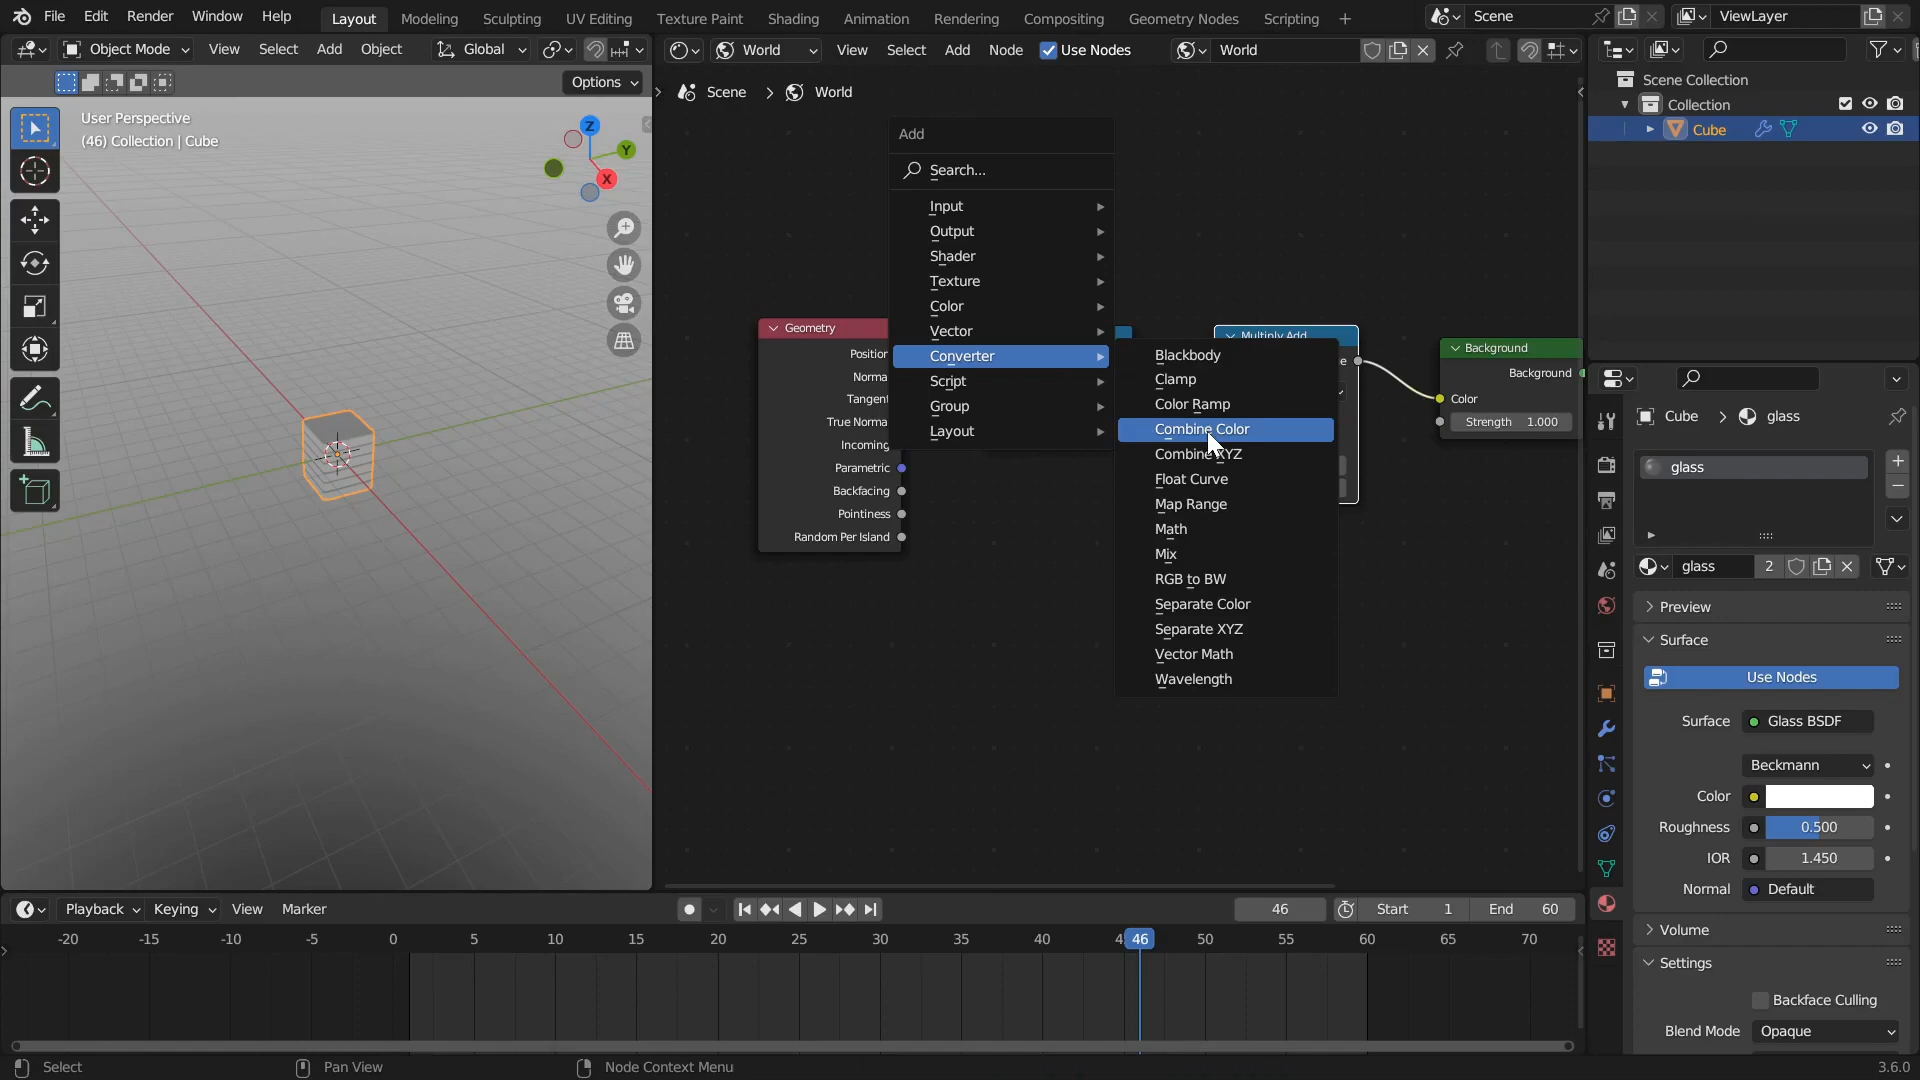 File Edit Render Window Help Layout Modeling Sculpting UV Editing Texture Paint Shading Animation Rendering Compositing Geometry Nodes Scripting + Scene ViewLayer
Object Mode View Select Add Object Global
World View Select Add Node Use Nodes World
Options
Scene > World
User Perspective
(46) Collection | Cube
Z
Y
X
Add
Search...
Input
Output
Shader
Texture
Color
Vector
Converter
Script
Group
Layout
Blackbody
Clamp
Color Ramp
Combine Color
Combine XYZ
Float Curve
Map Range
Math
Mix
RGB to BW
Separate Color
Separate XYZ
Vector Math
Wavelength
Geometry
Position
Norma
Tangent
True Norma
Incoming
Parametric
Backfacing
Pointiness
Random Per Island
Multiply Add
Background
Background
Color
Strength 1.000
Scene Collection
Collection
Cube
Cube > glass
glass
glass 2
Preview
Surface
Use Nodes
Surface Glass BSDF
Beckmann
Color
Roughness 0.500
IOR 1.450
Normal Default
Volume
Settings
Backface Culling
Blend Mode Opaque
Playback Keying View Marker
46 Start 1 End 60
-20 -15 -10 -5 0 5 10 15 20 25 30 35 40 46 50 55 60 65 70
Select Pan View Node Context Menu 3.6.0